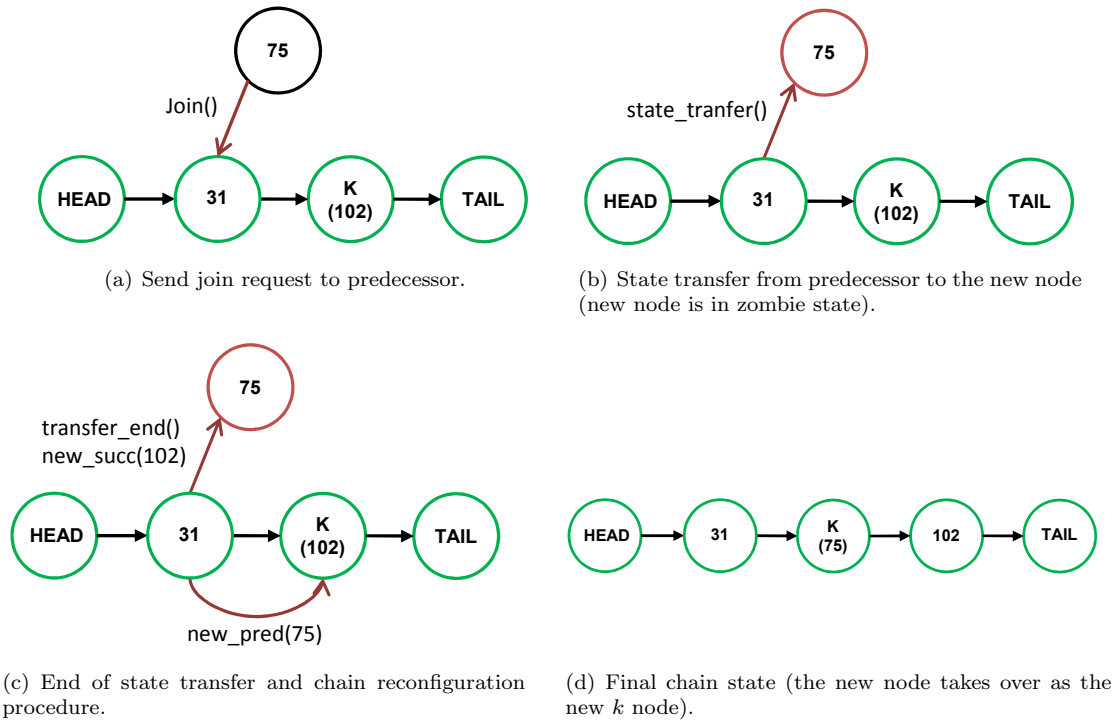 75
Join()
HEAD
31
K
(102)
TAIL
(a) Send join request to predecessor.
75
state_tranfer()
HEAD
31
K
(102)
TAIL
(b) State transfer from predecessor to the new node
(new node is in zombie state).
75
transfer_end()
new_succ(102)
HEAD
31
K
(102)
TAIL
new_pred(75)
(c) End of state transfer and chain reconfiguration
procedure.
HEAD
31
K
(75)
102
TAIL
(d) Final chain state (the new node takes over as the
new k node).